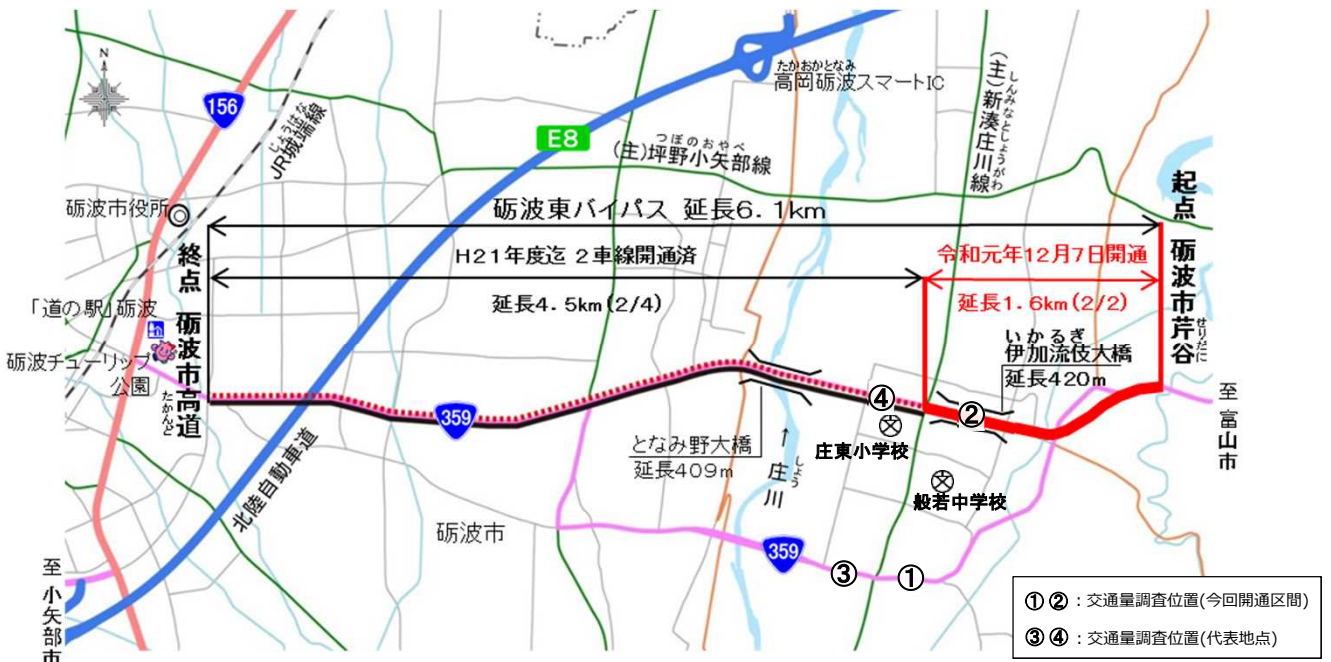 N
156
じょうはな
JR城端線
E8
たかおかとなみ
高岡砺波スマートIC
つぼのおやべ
(主)坪野小矢部線
しんみなとしょうがわ
(主)新湊庄川線
砺波市役所
砺波東バイパス 延長6.1km
起点 砺波市芹谷
せりだに
終点 砺波市高道
たかんどう
H21年度迄 2車線開通済
延長4.5km(2/4)
令和元年12月7日開通
延長1.6km(2/2)
「道の駅」砺波
砺波チューリップ
公園
いかるぎ
伊加流伎大橋
延長420m
至 富山市
359
④
②
庄東小学校
般若中学校
となみ野大橋
延長409m
↑
庄川
しょう
北陸自動車道
砺波市
359
③
①
至 小矢部市
①②:交通量調査位置(今回開通区間)
③④:交通量調査位置(代表地点)